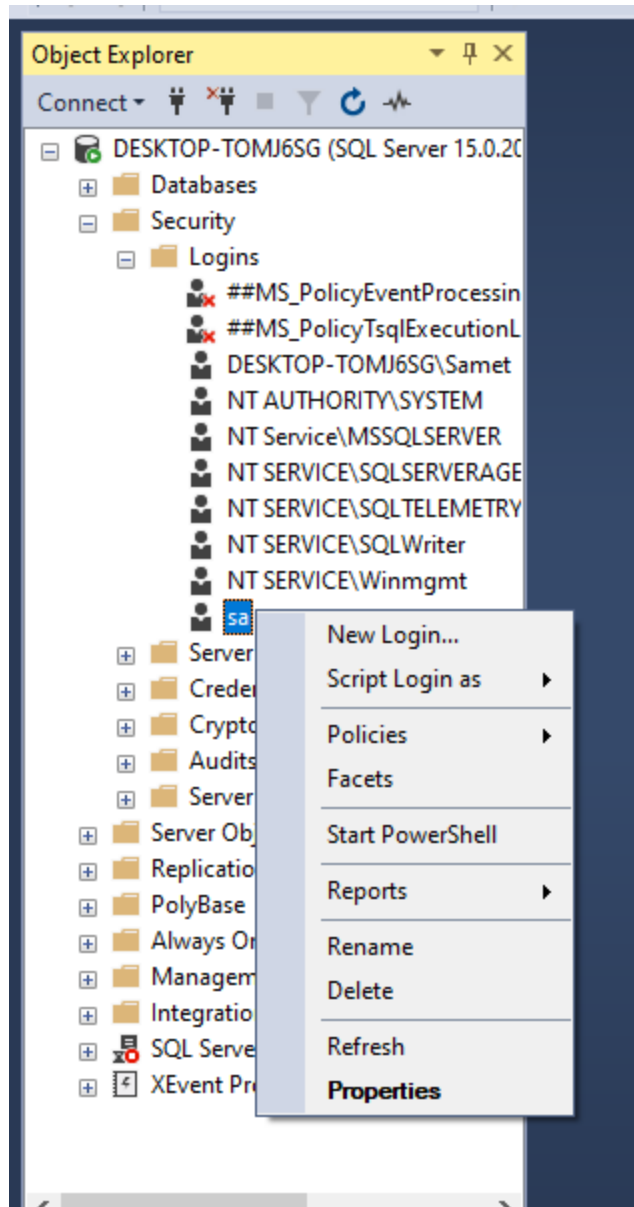 Object Explorer
Connect
DESKTOP-TOMJ6SG (SQL Server 15.0.20
Databases
Security
Logins
##MS_PolicyEventProcessin
##MS_PolicyTsqlExecutionL
DESKTOP-TOMJ6SG\Samet
NT AUTHORITY\SYSTEM
NT Service\MSSQLSERVER
NT SERVICE\SQLSERVERAGE
NT SERVICE\SQLTELEMETRY
NT SERVICE\SQLWriter
NT SERVICE\Winmgmt
sa
Server
Creder
Crypto
Audits
Server
Server Obj
Replicatio
PolyBase
Always Or
Managem
Integratio
SQL Serve
XEvent Pro
New Login...
Script Login as
Policies
Facets
Start PowerShell
Reports
Rename
Delete
Refresh
Properties